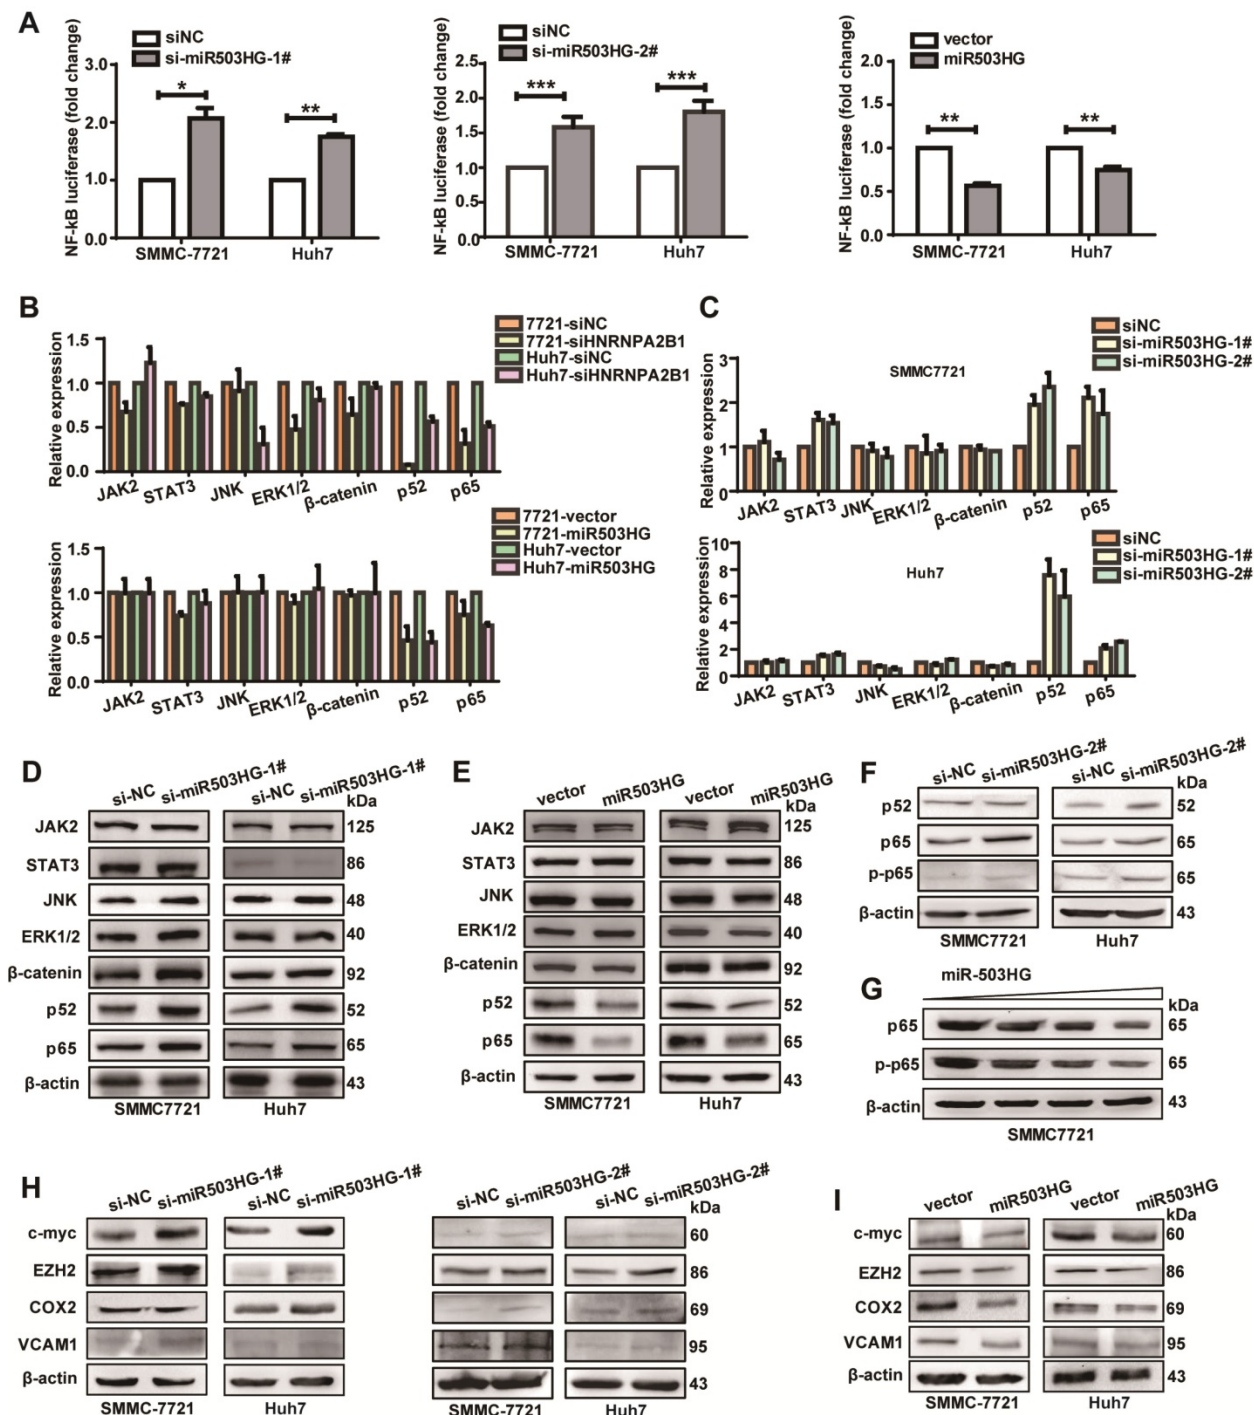 A
siNC
si-miR503HG-1#
NF-kB luciferase (fold change)
3.0
2.0
1.0
0.0
*
**
SMMC-7721
Huh7
siNC
si-miR503HG-2#
NF-kB luciferase (fold change)
2.5
2.0
1.5
1.0
0.5
0.0
***
***
SMMC-7721
Huh7
vector
miR503HG
NF-kB luciferase (fold change)
2.0
1.5
1.0
0.5
0.0
**
**
SMMC-7721
Huh7
B
7721-siNC
7721-siHNRNPA2B1
Huh7-siNC
Huh7-siHNRNPA2B1
Relative expression
1.5
1.0
0.5
0.0
JAK2 STAT3 JNK ERK1/2 β-catenin p52 p65
7721-vector
7721-miR503HG
Huh7-vector
Huh7-miR503HG
Relative expression
1.5
1.0
0.5
0.0
JAK2 STAT3 JNK ERK1/2 β-catenin p52 p65
C
siNC
si-miR503HG-1#
si-miR503HG-2#
SMMC7721
Relative expression
3
2
1
0
JAK2 STAT3 JNK ERK1/2 β-catenin p52 p65
siNC
si-miR503HG-1#
si-miR503HG-2#
Huh7
Relative expression
10
8
6
4
2
0
JAK2 STAT3 JNK ERK1/2 β-catenin p52 p65
D
si-NC si-miR503HG-1# si-NC si-miR503HG-1#
kDa
JAK2 125
STAT3 86
JNK 48
ERK1/2 40
β-catenin 92
p52 52
p65 65
β-actin 43
SMMC7721 Huh7
E
vector miR503HG vector miR503HG
kDa
JAK2 125
STAT3 86
JNK 48
ERK1/2 40
β-catenin 92
p52 52
p65 65
β-actin 43
SMMC7721 Huh7
F
si-NC si-miR503HG-2# si-NC si-miR503HG-2#
kDa
p52 52
p65 65
p-p65 65
β-actin 43
SMMC7721 Huh7
G
miR-503HG
kDa
p65 65
p-p65 65
β-actin 43
SMMC7721
H
si-NC si-miR503HG-1# si-NC si-miR503HG-1# si-NC si-miR503HG-2# si-NC si-miR503HG-2#
kDa
c-myc 60
EZH2 86
COX2 69
VCAM1 95
β-actin 43
SMMC-7721 Huh7 SMMC-7721 Huh7
I
vector miR503HG vector miR503HG
kDa
c-myc 60
EZH2 86
COX2 69
VCAM1 95
β-actin 43
SMMC-7721 Huh7